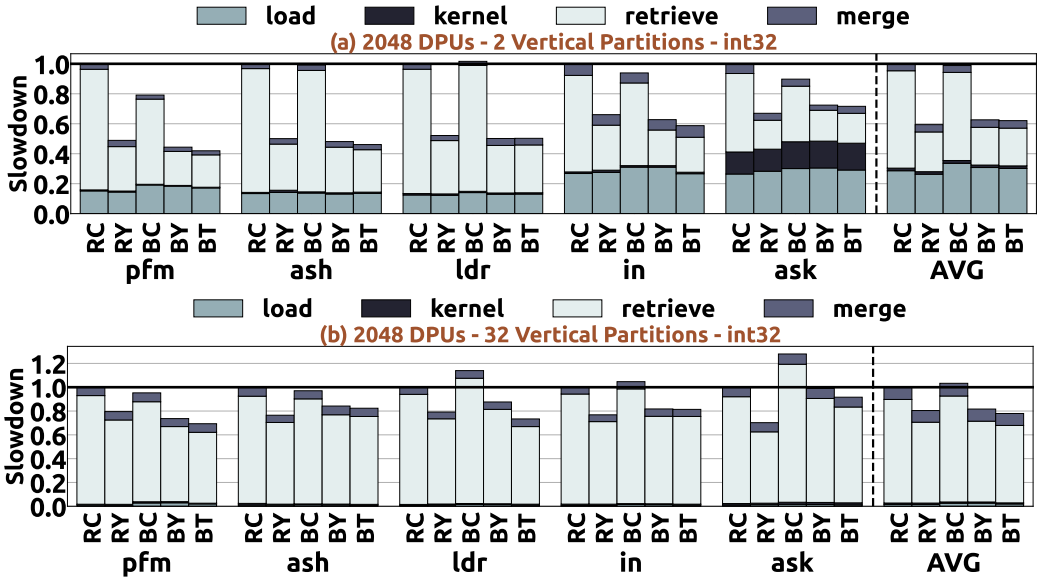 load kernel retrieve merge
(a) 2048 DPUs - 2 Vertical Partitions - int32
Slowdown
1.0
0.8
0.6
0.4
0.2
0.0
RC RY BC BY BT RC RY BC BY BT RC RY BC BY BT RC RY BC BY BT RC RY BC BY BT RC RY BC BY BT
pfm ash ldr in ask AVG
load kernel retrieve merge
(b) 2048 DPUs - 32 Vertical Partitions - int32
Slowdown
1.2
1.0
0.8
0.6
0.4
0.2
0.0
RC RY BC BY BT RC RY BC BY BT RC RY BC BY BT RC RY BC BY BT RC RY BC BY BT RC RY BC BY BT
pfm ash ldr in ask AVG